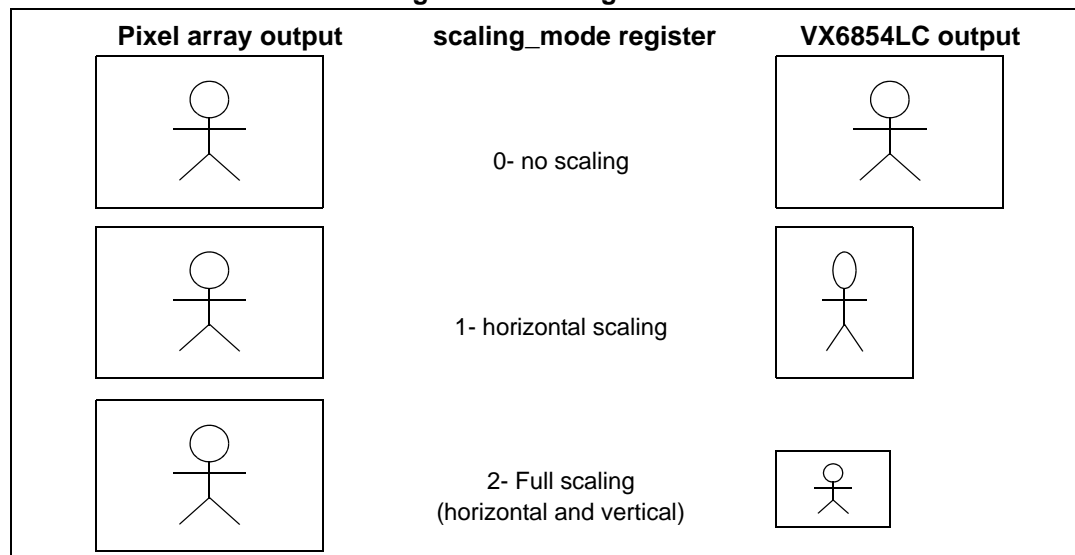 Pixel array output scaling_mode register VX6854LC output
0- no scaling
1- horizontal scaling
2- Full scaling
(horizontal and vertical)